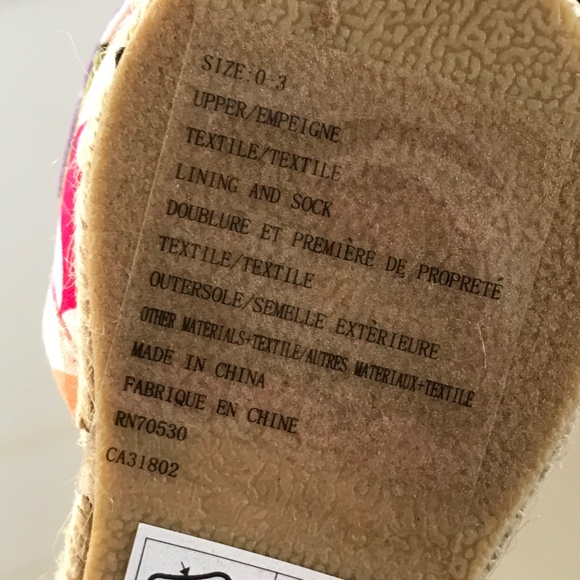 SIZE:0-3
UPPER/EMPEIGNE
TEXTILE/TEXTILE
LINING AND SOCK
DOUBLURE ET PREMIÈRE DE PROPRETÉ
TEXTILE/TEXTILE
OUTERSOLE/SEMELLE EXTÈRIEURE
OTHER MATERIALS+TEXTILE/AUTRES MATERIAUX+TEXTILE
MADE IN CHINA
FABRIQUE EN CHINE
RN70530
CA31802